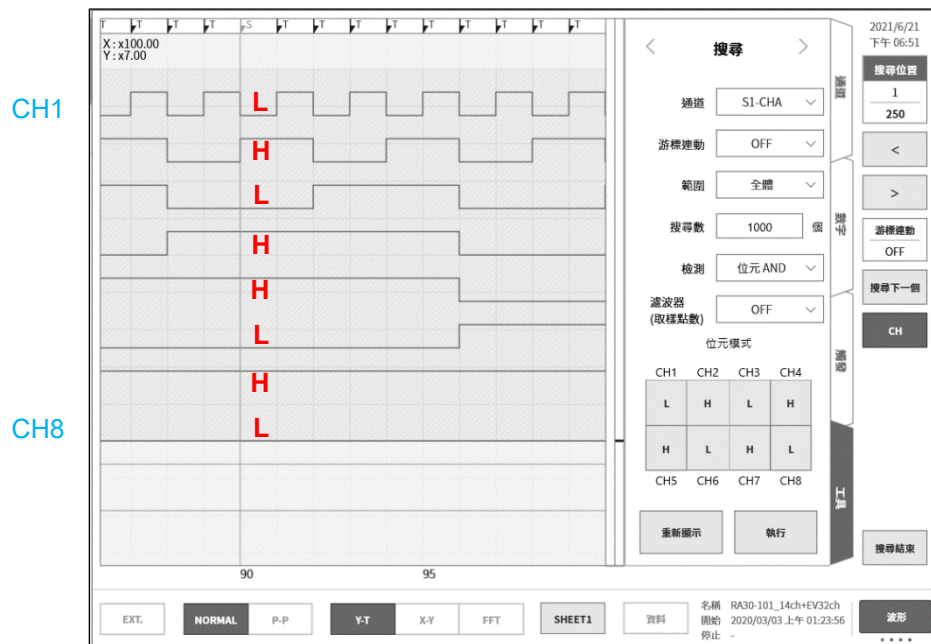 T T T T S T T T T T T T T T
X : x100.00
Y : x7.00
CH1
L
H
L
H
H
L
H
L
CH8
90 95
< 搜尋 >
通道 S1-CHA
游標連動 OFF
範圍 全體
搜尋數 1000 個
檢測 位元 AND
濾波器
(取樣點數) OFF
位元模式
CH1 CH2 CH3 CH4
L H L H
H L H L
CH5 CH6 CH7 CH8
重新顯示 執行
通道
數字
觸發
工具
2021/6/21
下午 06:51
搜尋位置
1
250
<
>
游標連動
OFF
搜尋下一個
CH
搜尋結束
EXT. NORMAL P-P Y-T X-Y FFT SHEET1 資料
名稱 RA30-101_14ch+EV32ch
開始 2020/03/03 上午 01:23:56
停止 -
波形